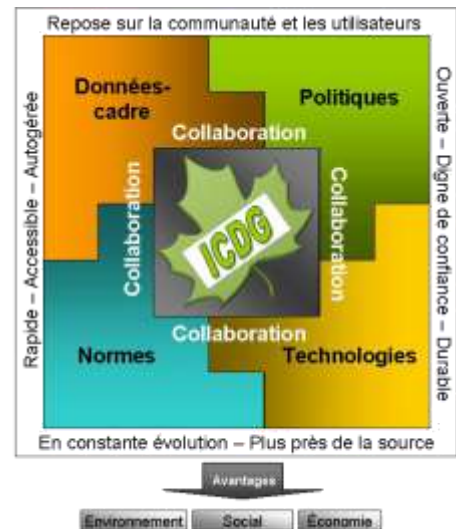 Repose sur la communauté et les utilisateurs
Données-
cadre
Politiques
Collaboration
Rapide – Accessible – Autogérée
Collaboration
ICDG
Collaboration
Ouverte – Digne de confiance – Durable
Collaboration
Normes
Technologies
En constante évolution – Plus près de la source
Avantages
Environnement
Social
Économie